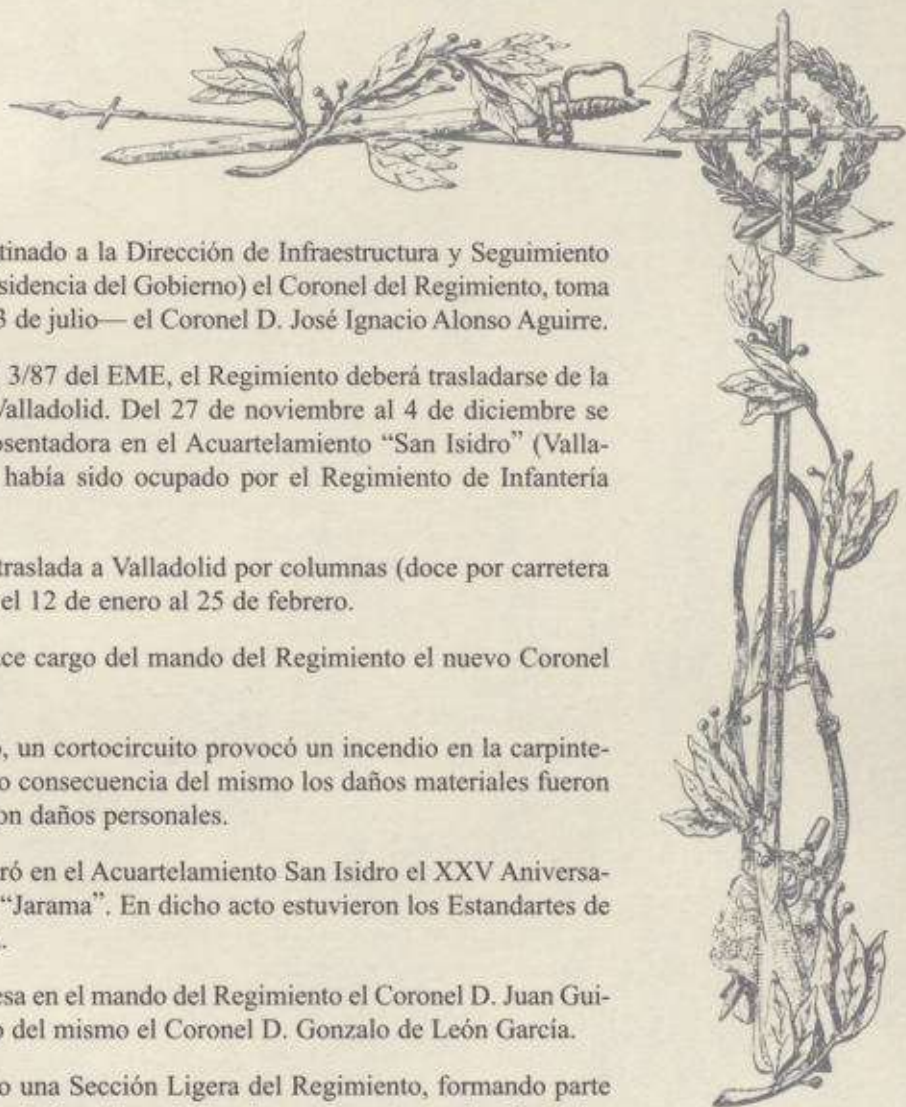 tinado a la Dirección de Infraestructura y Seguimiento
sidencia del Gobierno) el Coronel del Regimiento, toma
3 de julio— el Coronel D. José Ignacio Alonso Aguirre.
3/87 del EME, el Regimiento deberá trasladarse de la
Valladolid. Del 27 de noviembre al 4 de diciembre se
osentadora en el Acuartelamiento “San Isidro” (Valla-
había sido ocupado por el Regimiento de Infantería
traslada a Valladolid por columnas (doce por carretera
el 12 de enero al 25 de febrero.
ce cargo del mando del Regimiento el nuevo Coronel
o, un cortocircuito provocó un incendio en la carpinte-
o consecuencia del mismo los daños materiales fueron
on daños personales.
ró en el Acuartelamiento San Isidro el XXV Aniversa-
“Jarama”. En dicho acto estuvieron los Estandartes de
esa en el mando del Regimiento el Coronel D. Juan Gui-
o del mismo el Coronel D. Gonzalo de León García.
o una Sección Ligera del Regimiento, formando parte